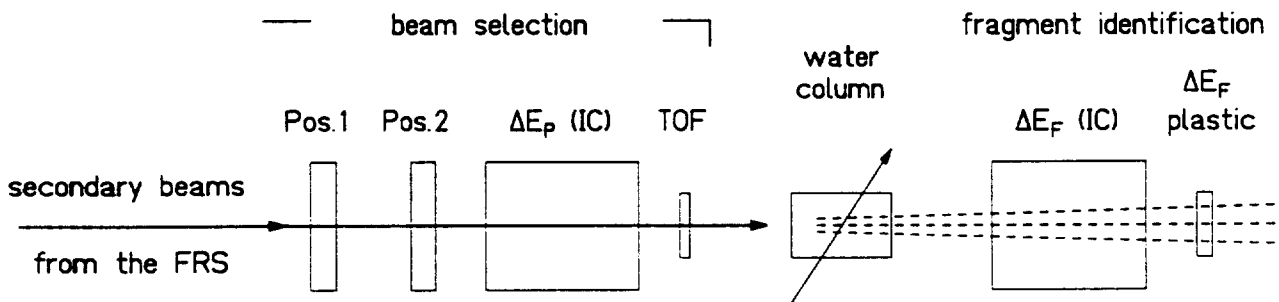 beam selection
fragment identification
water
column
Pos.1
Pos.2
ΔE_P (IC)
TOF
ΔE_F (IC)
ΔE_F
plastic
secondary beams
from the FRS